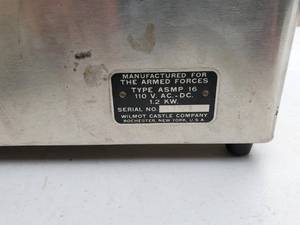 MANUFACTURED FOR
THE ARMED FORCES
TYPE ASMP 16
110 V. AC.-DC.
1.2 KW.
SERIAL NO.
WILMOT CASTLE COMPANY
ROCHESTER, NEW YORK, U.S.A.